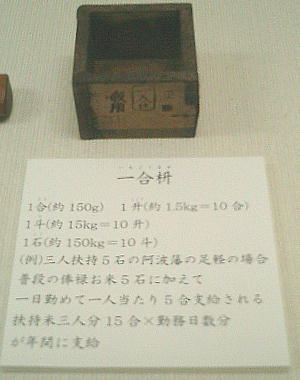 いちごうます
一合枡
1合(約150g) 1升(約1.5kg=10合)
1斗(約15kg=10升)
1石(約150kg=10斗)
(例)三人扶持5石の阿波藩の足軽の場合
普段の俵禄お米5石に加えて
一日勤めて一人当たり5合支給される
扶持米三人分15合×勤務日数分
が年間に支給